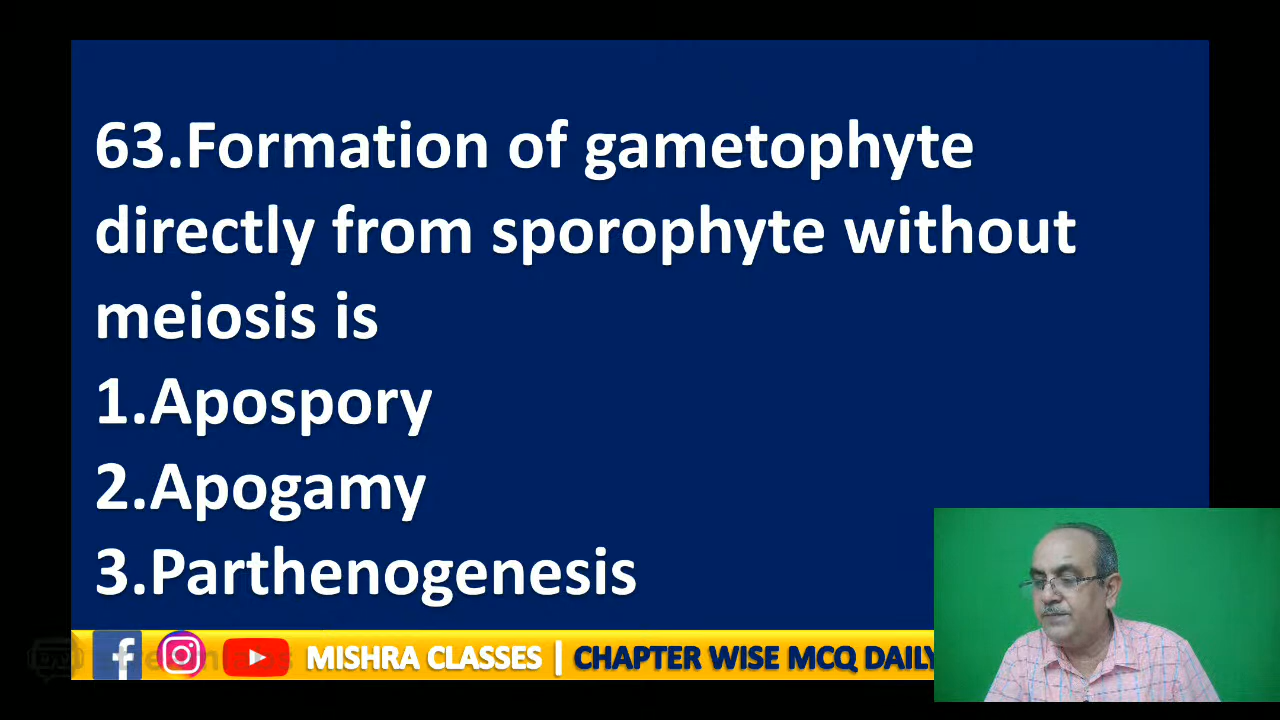 63.Formation of gametophyte
directly from sporophyte without
meiosis is
1.Apospory
2.Apogamy
3.Parthenogenesis
MISHRA CLASSES | CHAPTER WISE MCQ DAILY